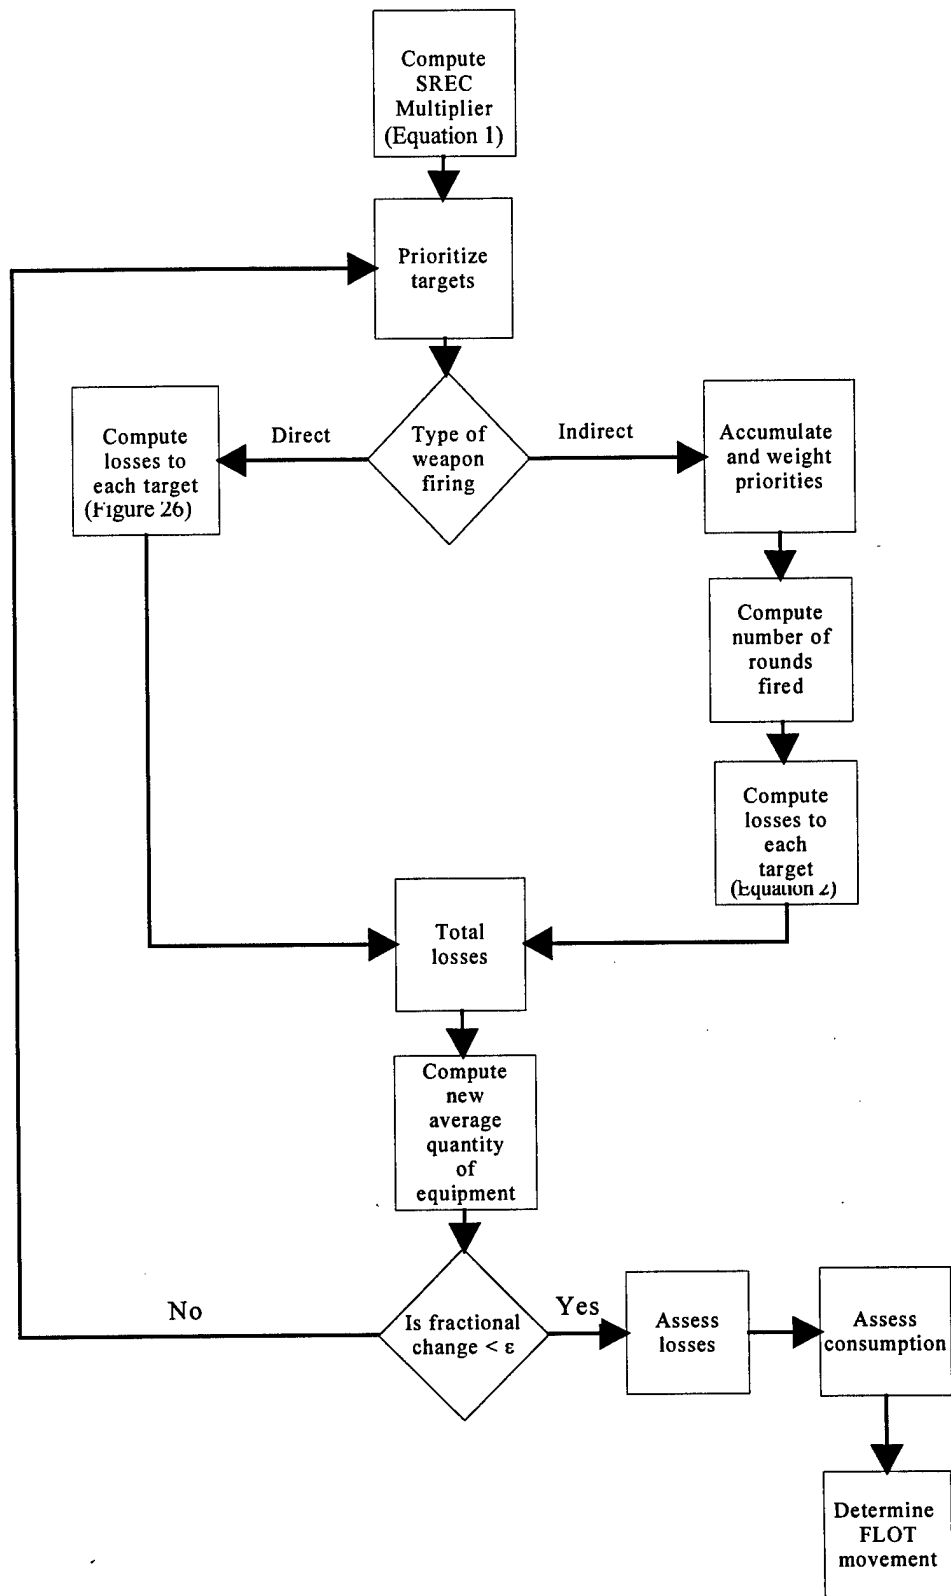 Compute
SREC
Multiplier
(Equation 1)
Prioritize
targets
Type of
weapon
firing
Direct
Indirect
Compute
losses to
each target
(Figure 26)
Accumulate
and weight
priorities
Compute
number of
rounds
fired
Compute
losses to
each
target
(Equation 2)
Total
losses
Compute
new
average
quantity
of
equipment
Is fractional
change < ε
No
Yes
Assess
losses
Assess
consumption
Determine
FLOT
movement